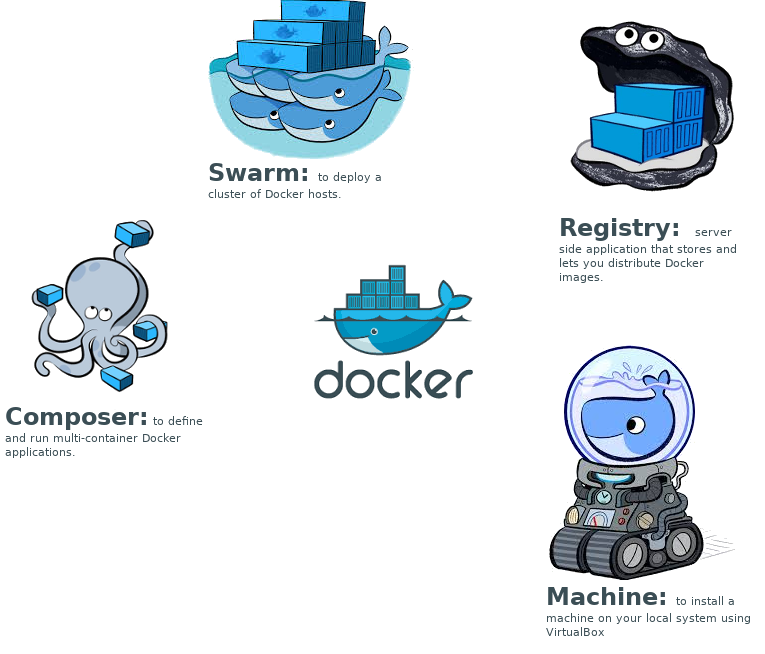 Swarm: to deploy a
cluster of Docker hosts.
Registry: server
side application that stores and
lets you distribute Docker
images.
docker
Composer: to define
and run multi-container Docker
applications.
Machine: to install a
machine on your local system using
VirtualBox